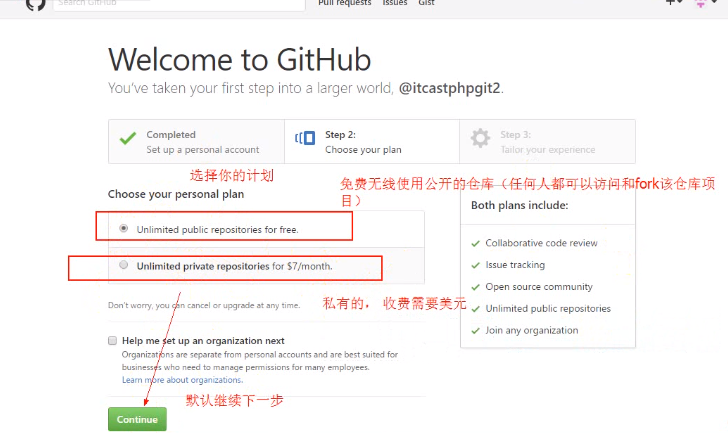 Search GitHub
Pull requests Issues Gist
Welcome to GitHub
You've taken your first step into a larger world, @itcastphpgit2.
Completed
Set up a personal account
Step 2:
Choose your plan
Step 3:
Tailor your experience
选择你的计划
Choose your personal plan
免费无线使用公开的仓库（任何人都可以访问和fork该仓库项
目）
Unlimited public repositories for free.
Unlimited private repositories for $7/month.
Don't worry, you can cancel or upgrade at any time.
私有的， 收费需要美元
Both plans include:
Collaborative code review
Issue tracking
Open source community
Unlimited public repositories
Join any organization
Help me set up an organization next
Organizations are separate from personal accounts and are best suited for
businesses who need to manage permissions for many employees.
Learn more about organizations.
默认继续下一步
Continue